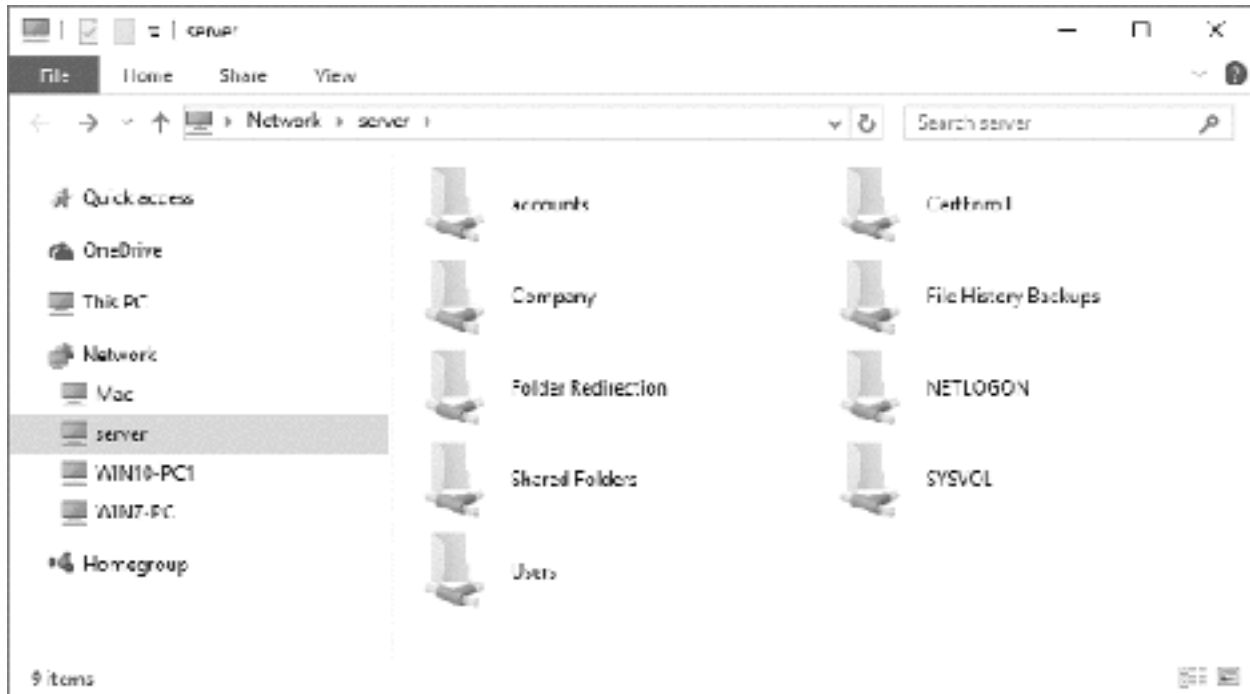 server
File Home Share View
Network server
Search server
Quick access
OneDrive
This PC
Network
Mac
server
WIN10-PC1
WIN7-PC
Homegroup
accounts
CertEnroll
Company
File History Backups
Folder Redirection
NETLOGON
Shared Folders
SYSVOL
Users
9 items